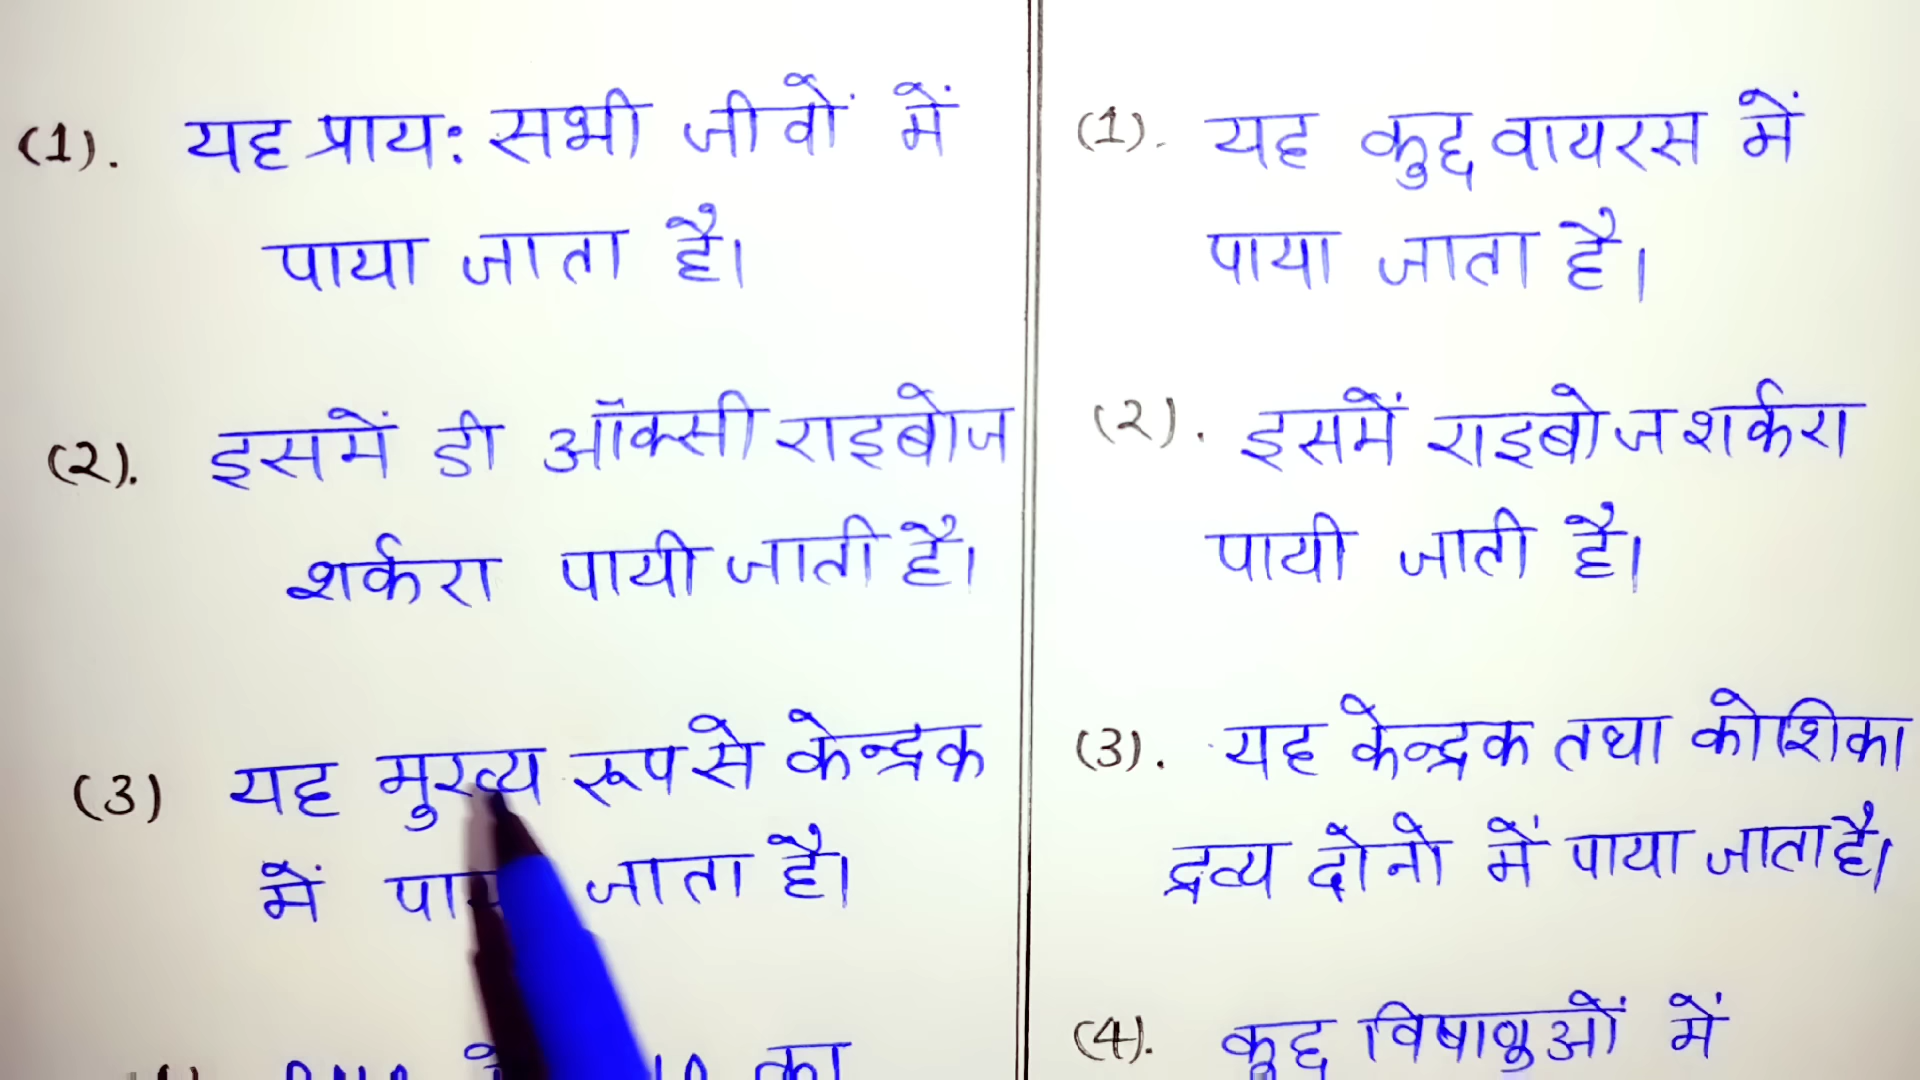 (1). यह प्राय: सभी जीवों में
पाया जाता है।
(2). इसमें डी ऑक्सी राइबोज
शर्करा पायी जाती है।
(3) यह मुख्य रूप से केन्द्रक
में जाता है।
का
(1). यह कुछ वायरस में
पाया जाता है।
(2). इसमें राइबोज शर्करा
पायी जाती है।
(3). यह केन्द्रक तथा कोशिका
द्रव्य दोनो में पाया जाता है।
(4). कुछ विषाणुओं में